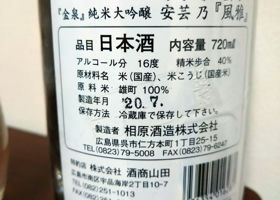 『金泉』純米大吟醸 安芸乃『風雅』
品目 日本酒 内容量 720ml
アルコール分 16度 精米歩合 40%
原材料名 米(国産)、米こうじ(国産米)
原料米 雄町 100%
製造年月 '20.7.
保存方法 冷蔵庫で保存して下さい。
製造者 相原酒造株式会社
広島県呉市仁方本町1丁目25-15
TEL(0823)79-5008 FAX(0823)79-6247
特約店 株式会社 酒商山田
広島市南区宇品海岸2丁目10-7
TEL(082)251-1013